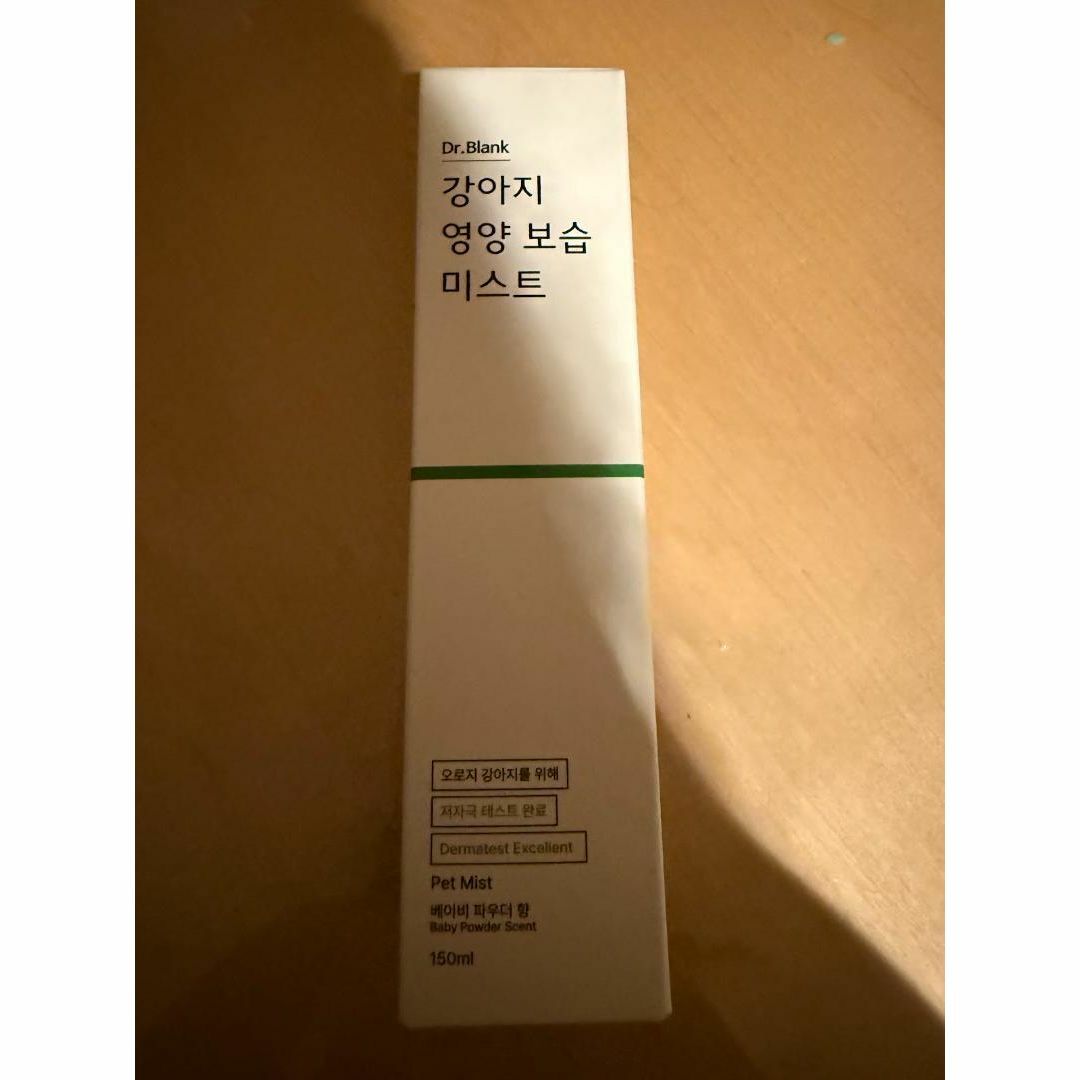 Dr.Blank
강아지
영양 보습
미스트
오로지 강아지를 위해
저자극 테스트 완료
Dermatest Excellent
Pet Mist
베이비 파우더 향
Baby Powder Scent
150ml